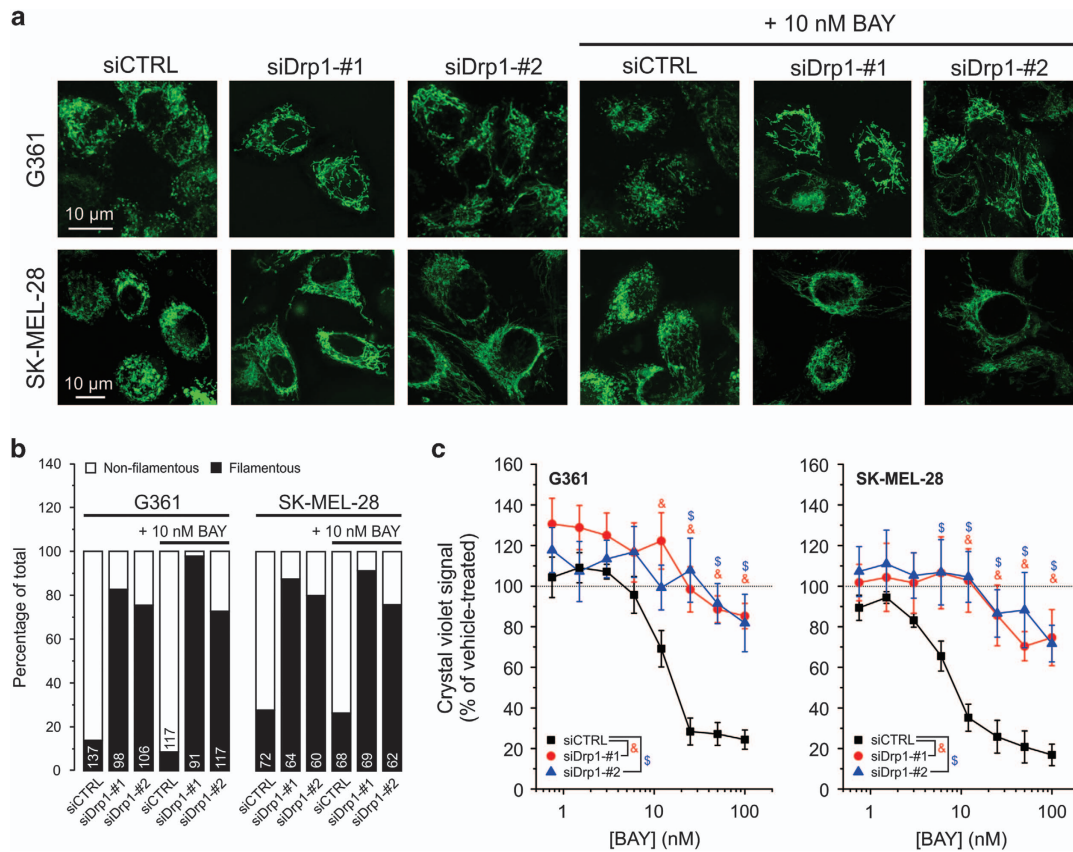 a
+ 10 nM BAY
siCTRL siDrp1-#1 siDrp1-#2 siCTRL siDrp1-#1 siDrp1-#2
G361
10 µm
SK-MEL-28
10 µm
b
Non-filamentous Filamentous
G361 SK-MEL-28
+ 10 nM BAY + 10 nM BAY
Percentage of total
140
120
100
80
60
40
20
0
137 98 106 117 91 117 72 64 60 68 69 62
siCTRL siDrp1-#1 siDrp1-#2 siCTRL siDrp1-#1 siDrp1-#2 siCTRL siDrp1-#1 siDrp1-#2 siCTRL siDrp1-#1 siDrp1-#2
c
Crystal violet signal
(% of vehicle-treated)
G361
160
140
120
100
80
60
40
20
0
& $ & $ & $ &
siCTRL
siDrp1-#1 &
siDrp1-#2 $
1 10 100
[BAY] (nM)
SK-MEL-28
160
140
120
100
80
60
40
20
0
$ $ & $ & $ & $ &
siCTRL
siDrp1-#1 &
siDrp1-#2 $
1 10 100
[BAY] (nM)